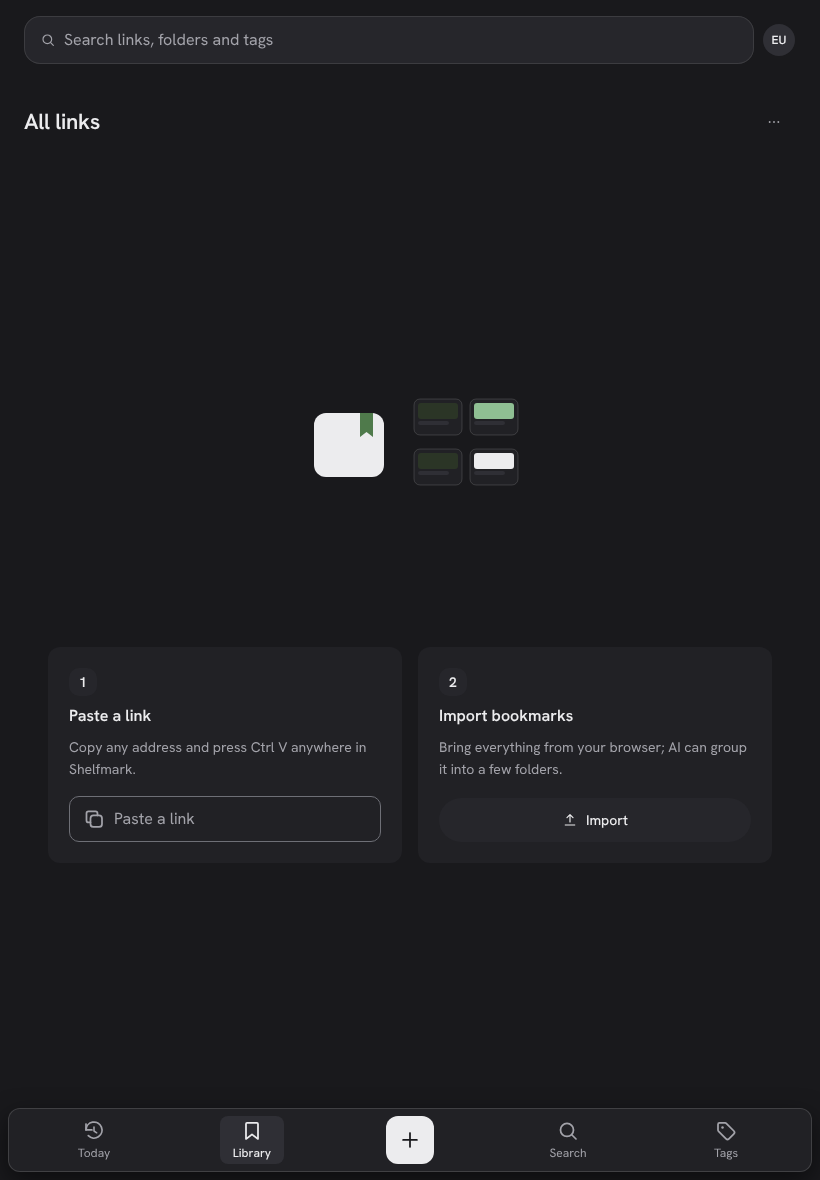 Search links, folders and tags
EU
All links
1
Paste a link
Copy any address and press Ctrl V anywhere in
Shelfmark.
Paste a link
2
Import bookmarks
Bring everything from your browser; AI can group
it into a few folders.
Import
Today
Library
Search
Tags